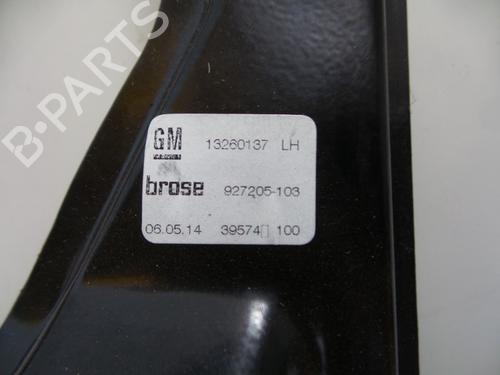 GM 13260137 LH
brose 927205-103
06.05.14 39574▯ 100
B-PARTS